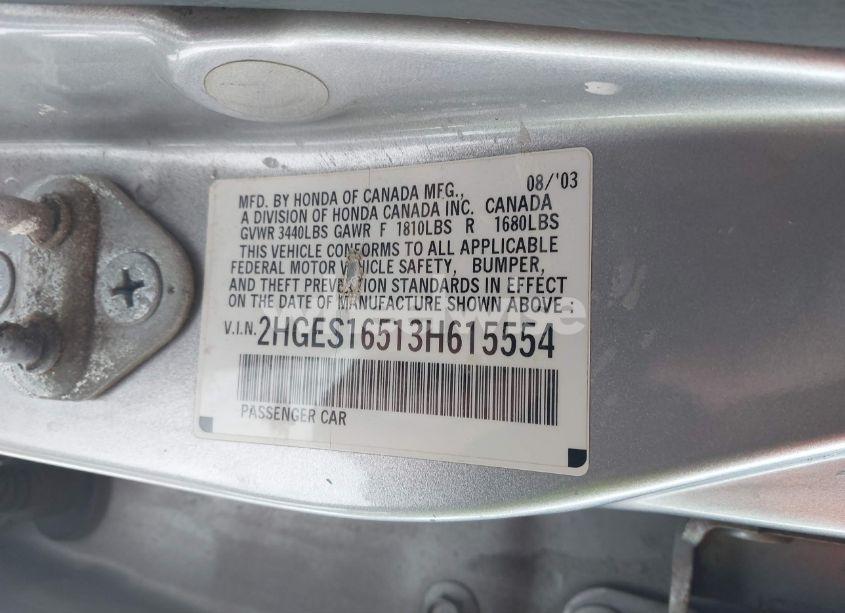 MFD. BY HONDA OF CANADA MFG., 08/'03
A DIVISION OF HONDA CANADA INC. CANADA
GVWR 3440LBS GAWR F 1810LBS R 1680LBS
THIS VEHICLE CONFORMS TO ALL APPLICABLE
FEDERAL MOTOR VEHICLE SAFETY, BUMPER,
AND THEFT PREVENTION STANDARDS IN EFFECT
ON THE DATE OF MANUFACTURE SHOWN ABOVE:
V.I.N. 2HGES16513H615554
PASSENGER CAR